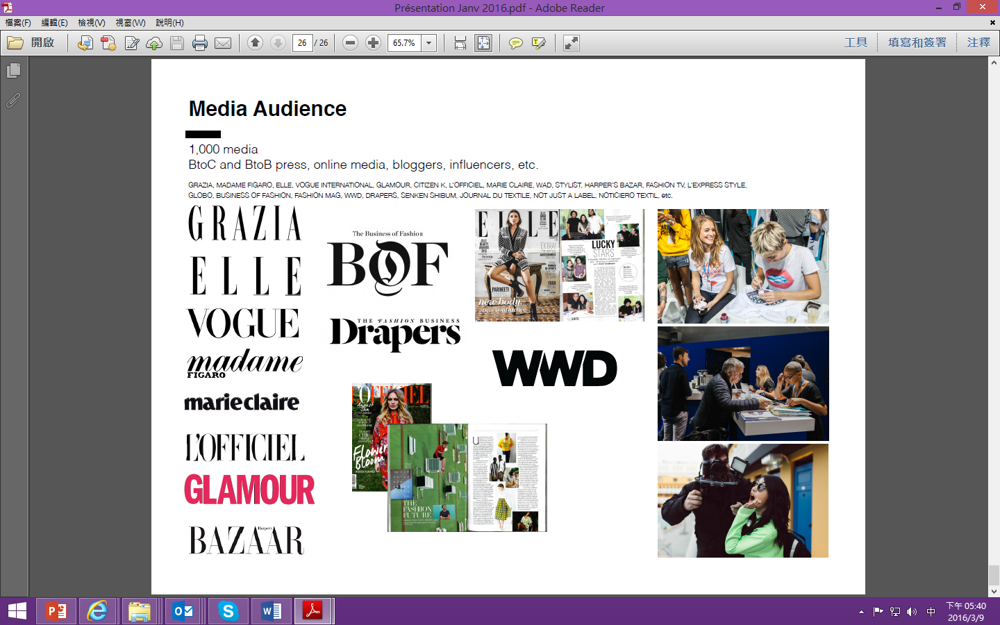 Présentation Janv 2016.pdf - Adobe Reader
檔案(F) 編輯(E) 檢視(V) 視窗(W) 說明(H)
開啟 26 / 26 65.7% 工具 填寫和簽署 注釋
Media Audience
1,000 media
BtoC and BtoB press, online media, bloggers, influencers, etc.
GRAZIA, MADAME FIGARO, ELLE, VOGUE INTERNATIONAL, GLAMOUR, CITIZEN K, L'OFFICIEL, MARIE CLAIRE, WAD, STYLIST, HARPER'S BAZAR, FASHION TV, L'EXPRESS STYLE,
GLOBO, BUSINESS OF FASHION, FASHION MAG, WWD, DRAPERS, SENKEN SHIBUM, JOURNAL DU TEXTILE, NOT JUST A LABEL, NOTICIERO TEXTIL, etc.
GRAZIA
ELLE
VOGUE
madame
FIGARO
marie claire
L'OFFICIEL
GLAMOUR
Harper's
BAZAAR
The Business of Fashion
BOF
THE FASHION BUSINESS
Drapers
ELLE
EXTRA!
PARINEETI
new body,
new confidence
FOOD
LUCKY
STARS
WWD
OFFICIEL
Flower
Bloom
THE
FASHION
FUTURE
下午 05:40
中
2016/3/9